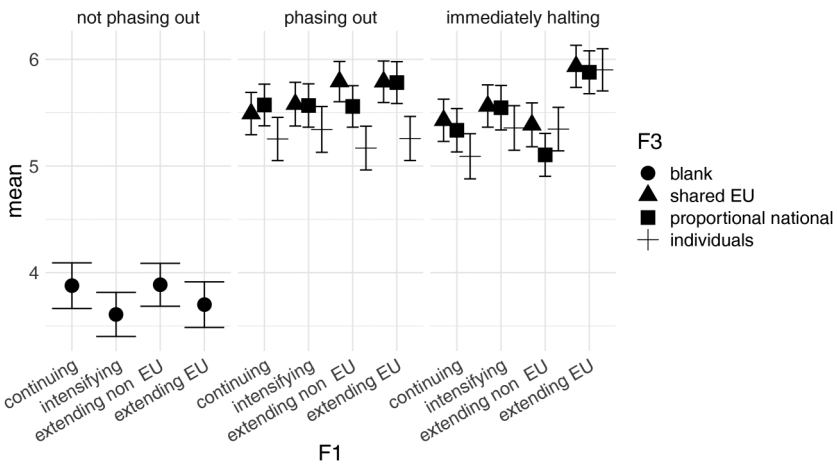 not phasing out
phasing out
immediately halting
6
5
4
mean
continuing
intensifying
extending non EU
extending EU
continuing
intensifying
extending non EU
extending EU
continuing
intensifying
extending non EU
extending EU
F1
F3
blank
shared EU
proportional national
individuals